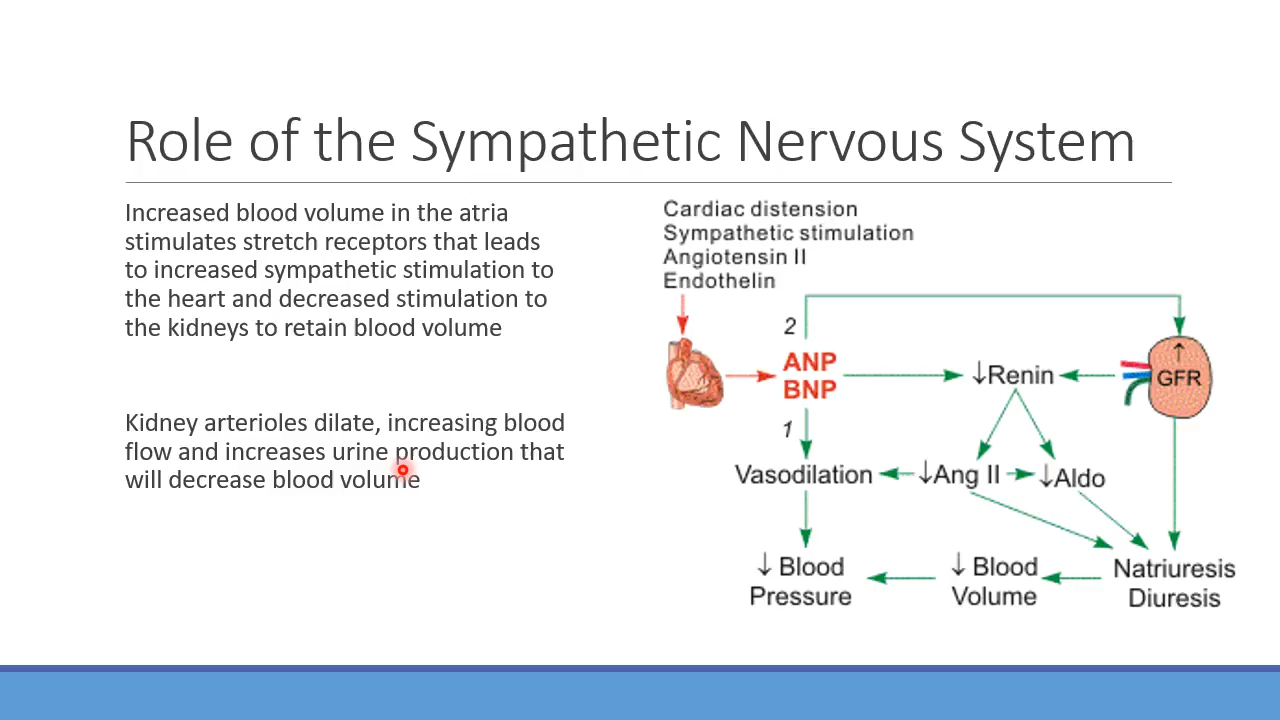 Role of the Sympathetic Nervous System
Increased blood volume in the atria
stimulates stretch receptors that leads
to increased sympathetic stimulation to
the heart and decreased stimulation to
the kidneys to retain blood volume
Kidney arterioles dilate, increasing blood
flow and increases urine production that
will decrease blood volume
Cardiac distension
Sympathetic stimulation
Angiotensin II
Endothelin
2
ANP
BNP
↓Renin
↑
GFR
1
Vasodilation
↓Ang II
↓Aldo
↓ Blood
Pressure
↓ Blood
Volume
Natriuresis
Diuresis